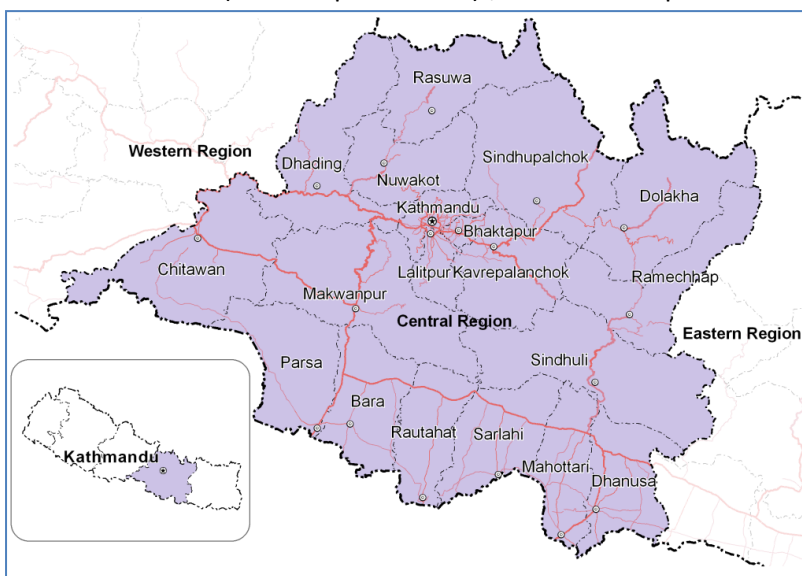 Rasuwa
Western Region
Dhading
Sindhupalchok
Nuwakot
Dolakha
Kathmandu
Bhaktapur
Chitawan
Lalitpur
Kavrepalanchok
Ramechhap
Makwanpur
Central Region
Eastern Region
Parsa
Sindhuli
Bara
Rautahat
Sarlahi
Mahottari
Dhanusa
Kathmandu